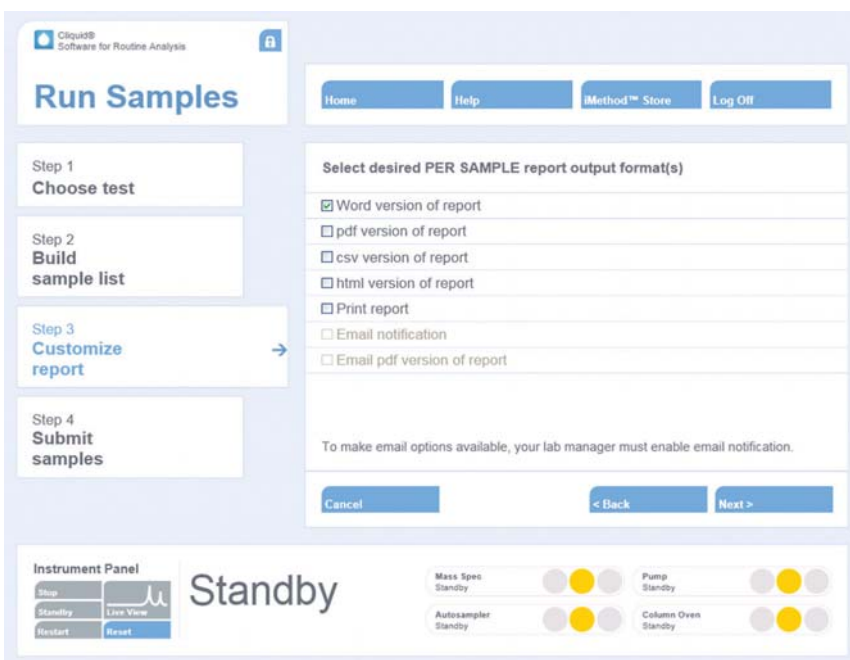 Cliquid®
Software for Routine Analysis
Run Samples
Home
Help
iMethod™ Store
Log Off
Step 1
Choose test
Step 2
Build
sample list
Step 3
Customize
report
Step 4
Submit
samples
Select desired PER SAMPLE report output format(s)
Word version of report
pdf version of report
csv version of report
html version of report
Print report
Email notification
Email pdf version of report
To make email options available, your lab manager must enable email notification.
Cancel
< Back
Next >
Instrument Panel
Stop
Standby
Live View
Restart
Reset
Standby
Mass Spec
Standby
Pump
Standby
Autosampler
Standby
Column Oven
Standby